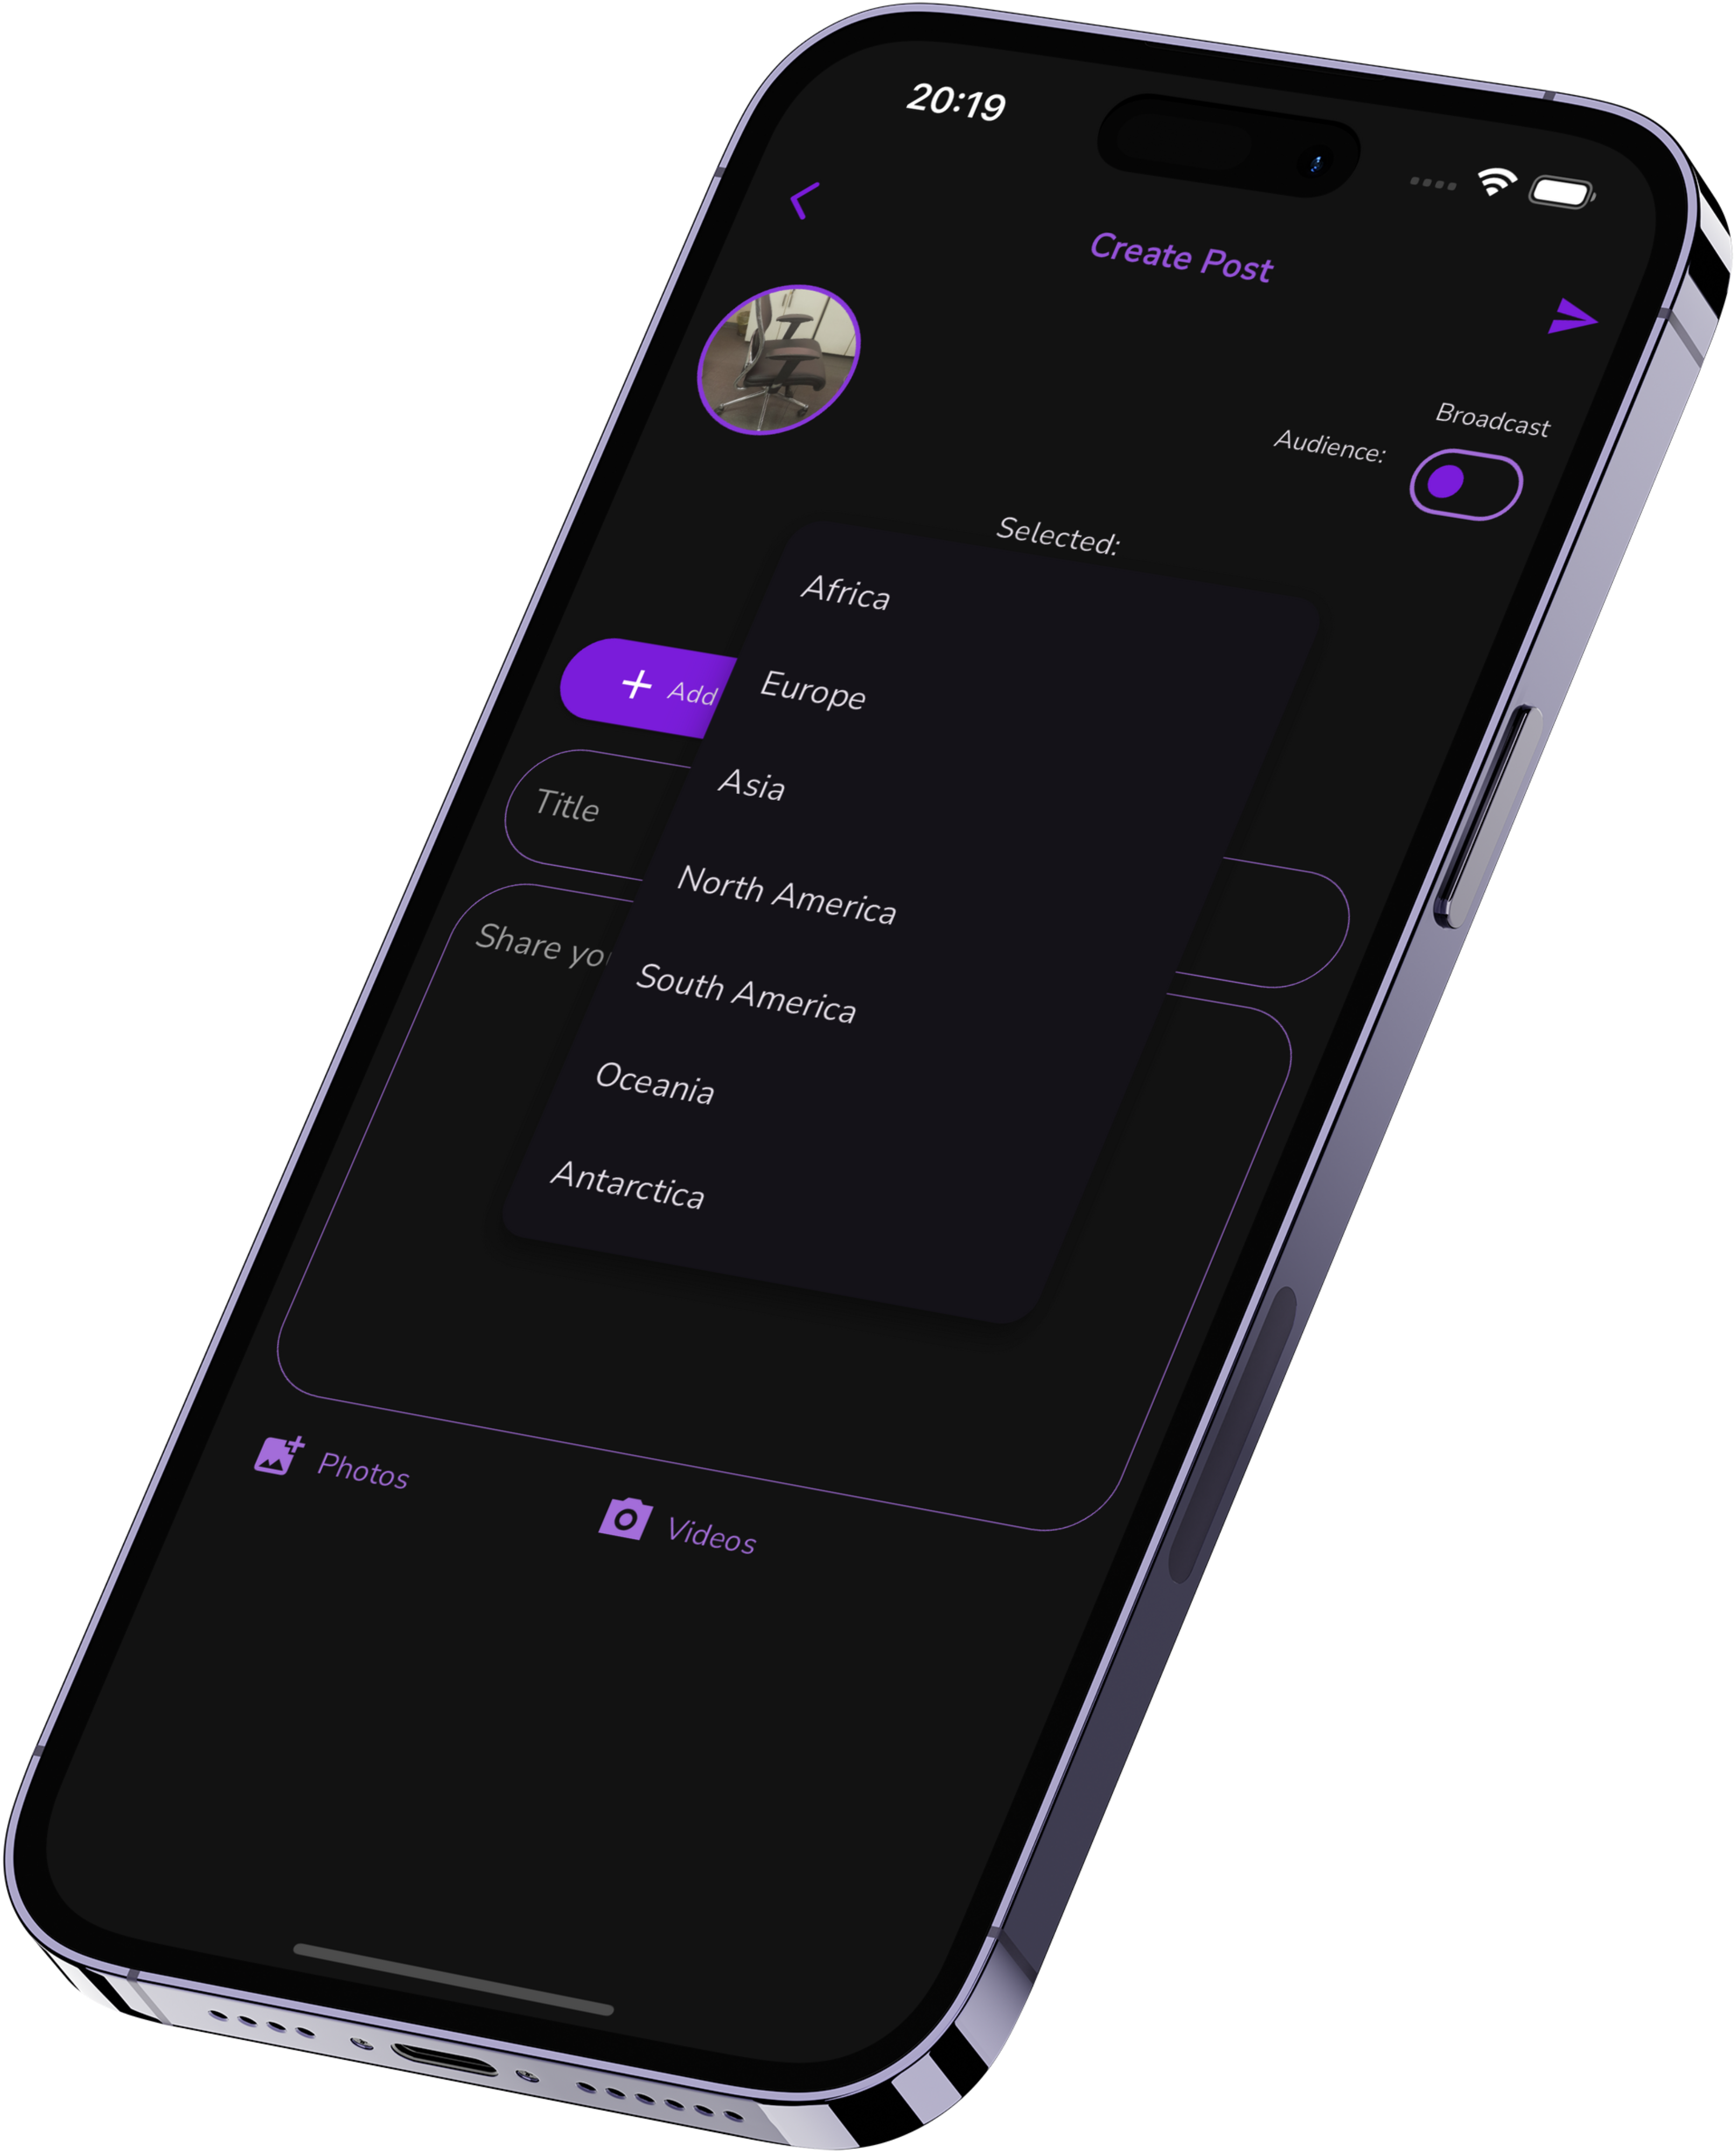 20:19
Create Post
Broadcast
Audience:
Selected:
Africa
Europe
Add
Asia
Title
North America
Share
South America
Oceania
Antarctica
Photos
Videos